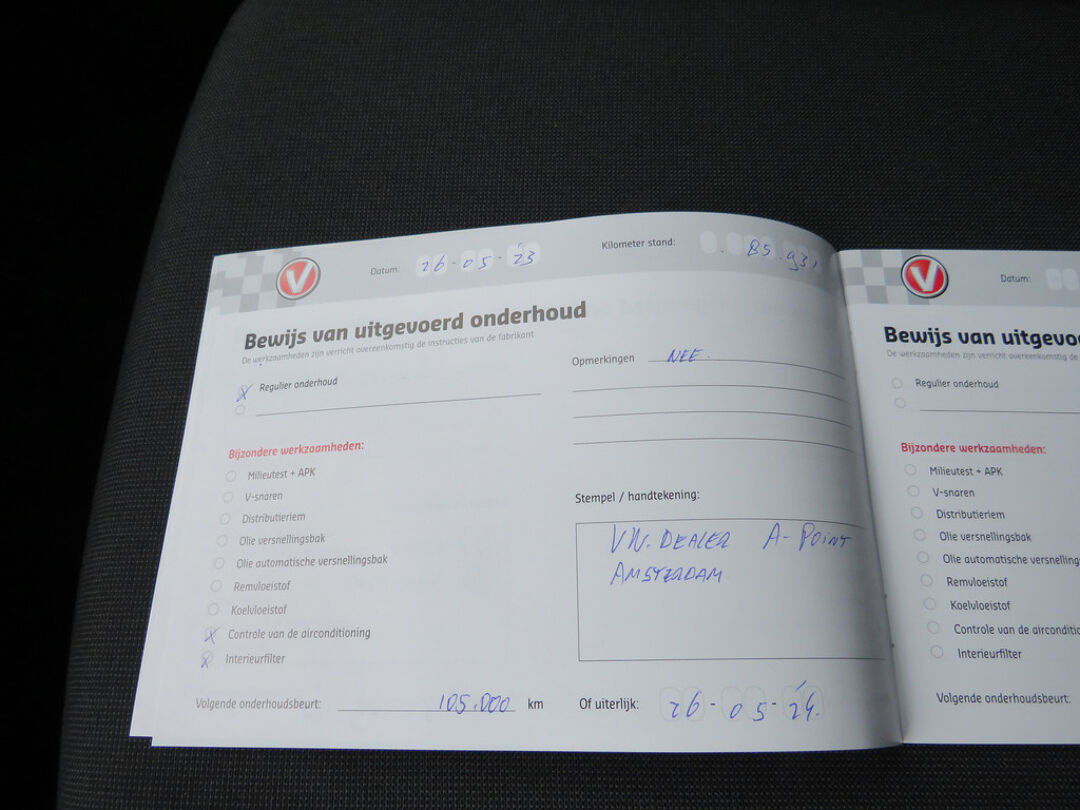 V
Datum: 26-05-'23
Kilometer stand: 85.931
Bewijs van uitgevoerd onderhoud
De werkzaamheden zijn verricht overeenkomstig de instructies van de fabrikant
Regulier onderhoud
Bijzondere werkzaamheden:
Milieutest + APK
V-snaren
Distributieriem
Olie versnellingsbak
Olie automatische versnellingsbak
Remvloeistof
Koelvloeistof
X Controle van de airconditioning
X Interieurfilter
Volgende onderhoudsbeurt: 105.000 km
Opmerkingen NEE.
Stempel / handtekening:
VW. DEALER A-POINT
AMSTERDAM
Of uiterlijk: 26-05-'24.
V
Datum:
Bewijs van uitgevo
De werkzaamheden zijn verricht overeenkomstig de
Regulier onderhoud
Bijzondere werkzaamheden:
Milieutest + APK
V-snaren
Distributieriem
Olie versnellingsbak
Olie automatische versnelling
Remvloeistof
Koelvloeistof
Controle van de airconditio
Interieurfilter
Volgende onderhoudsbeurt: